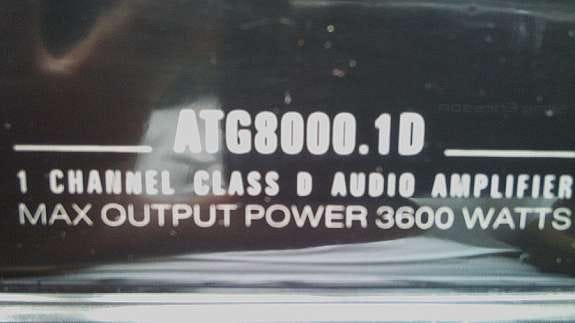 ATG8000.1D
1 CHANNEL CLASS D AUDIO AMPLIFIER
MAX OUTPUT POWER 3600 WATTS